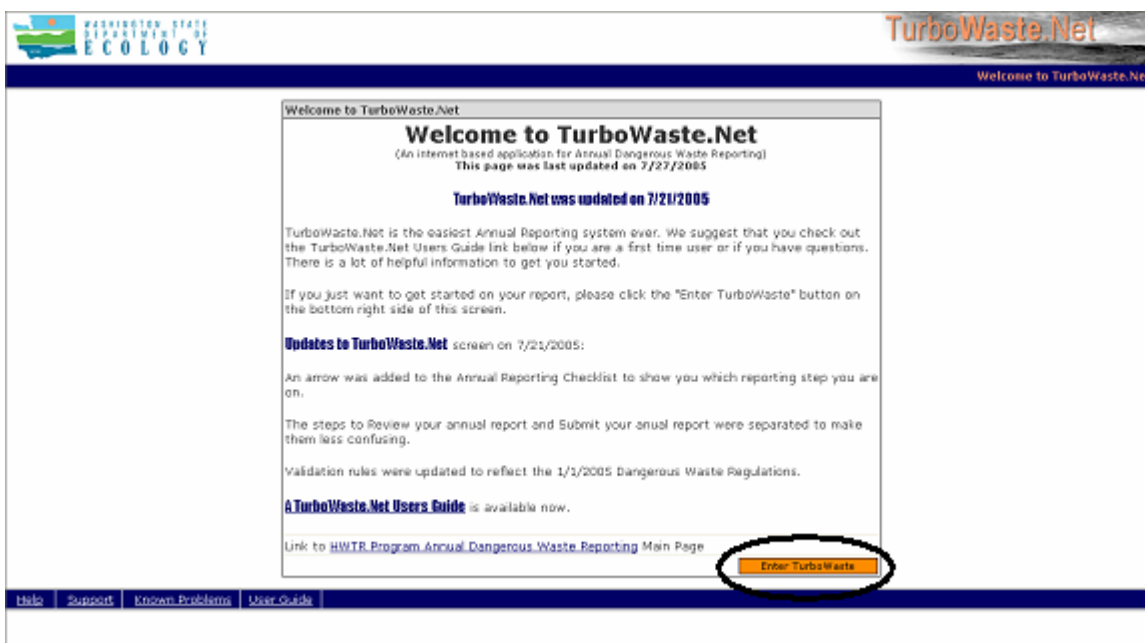 WASHINGTON STATE
DEPARTMENT OF
ECOLOGY
TurboWaste.Net
Welcome to TurboWaste.Ne
Welcome to TurboWaste.Net
Welcome to TurboWaste.Net
(An internet based application for Annual Dangerous Waste Reporting)
This page was last updated on 7/27/2005
TurboWaste.Net was updated on 7/21/2005
TurboWaste.Net is the easiest Annual Reporting system ever. We suggest that you check out
the TurboWaste.Net Users Guide link below if you are a first time user or if you have questions.
There is a lot of helpful information to get you started.
If you just want to get started on your report, please click the "Enter TurboWaste" button on
the bottom right side of this screen.
Updates to TurboWaste.Net screen on 7/21/2005:
An arrow was added to the Annual Reporting Checklist to show you which reporting step you are
on.
The steps to Review your annual report and Submit your anual report were separated to make
them less confusing.
Validation rules were updated to reflect the 1/1/2005 Dangerous Waste Regulations.
A TurboWaste.Net Users Guide is available now.
Link to HWTR Program Annual Dangerous Waste Reporting Main Page
Enter TurboWaste
Help | Support | Known Problems | User Guide |